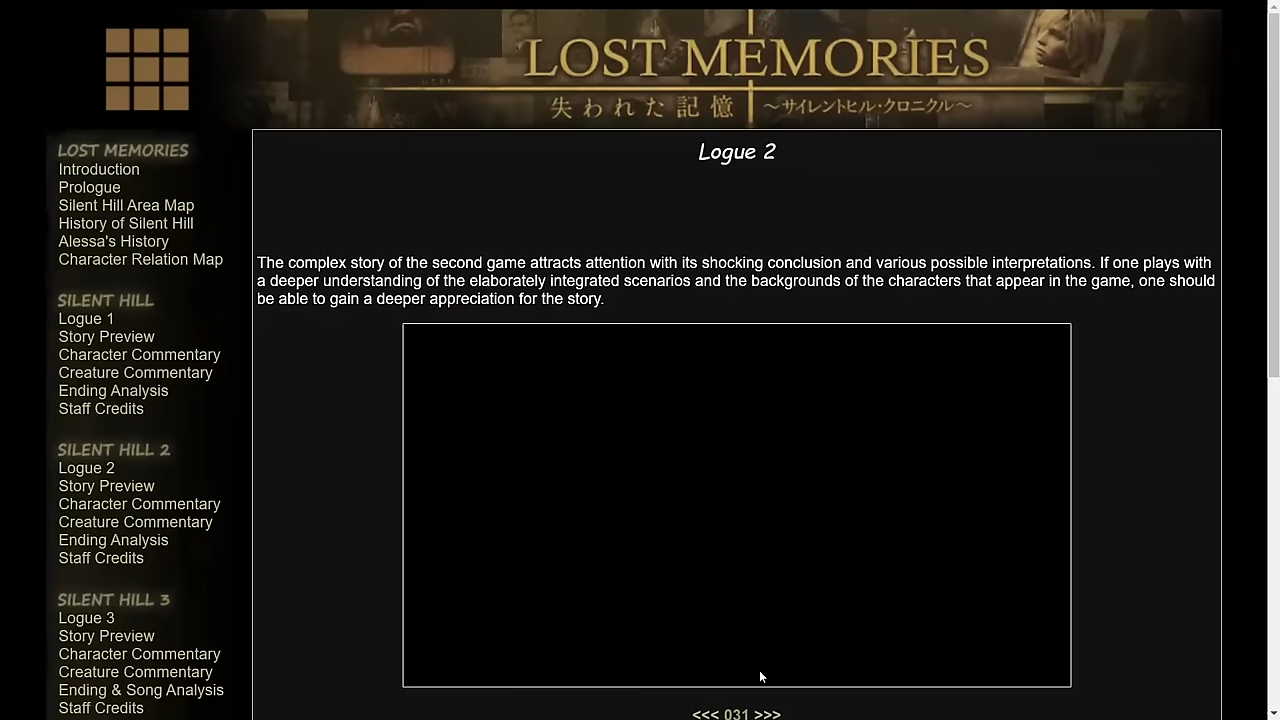 LOST MEMORIES
失われた記憶 ～サイレントヒル・クロニクル～
LOST MEMORIES
Introduction
Prologue
Silent Hill Area Map
History of Silent Hill
Alessa's History
Character Relation Map
SILENT HILL
Logue 1
Story Preview
Character Commentary
Creature Commentary
Ending Analysis
Staff Credits
SILENT HILL 2
Logue 2
Story Preview
Character Commentary
Creature Commentary
Ending Analysis
Staff Credits
SILENT HILL 3
Logue 3
Story Preview
Character Commentary
Creature Commentary
Ending & Song Analysis
Staff Credits
Logue 2
The complex story of the second game attracts attention with its shocking conclusion and various possible interpretations. If one plays with
a deeper understanding of the elaborately integrated scenarios and the backgrounds of the characters that appear in the game, one should
be able to gain a deeper appreciation for the story.
<<< 031 >>>